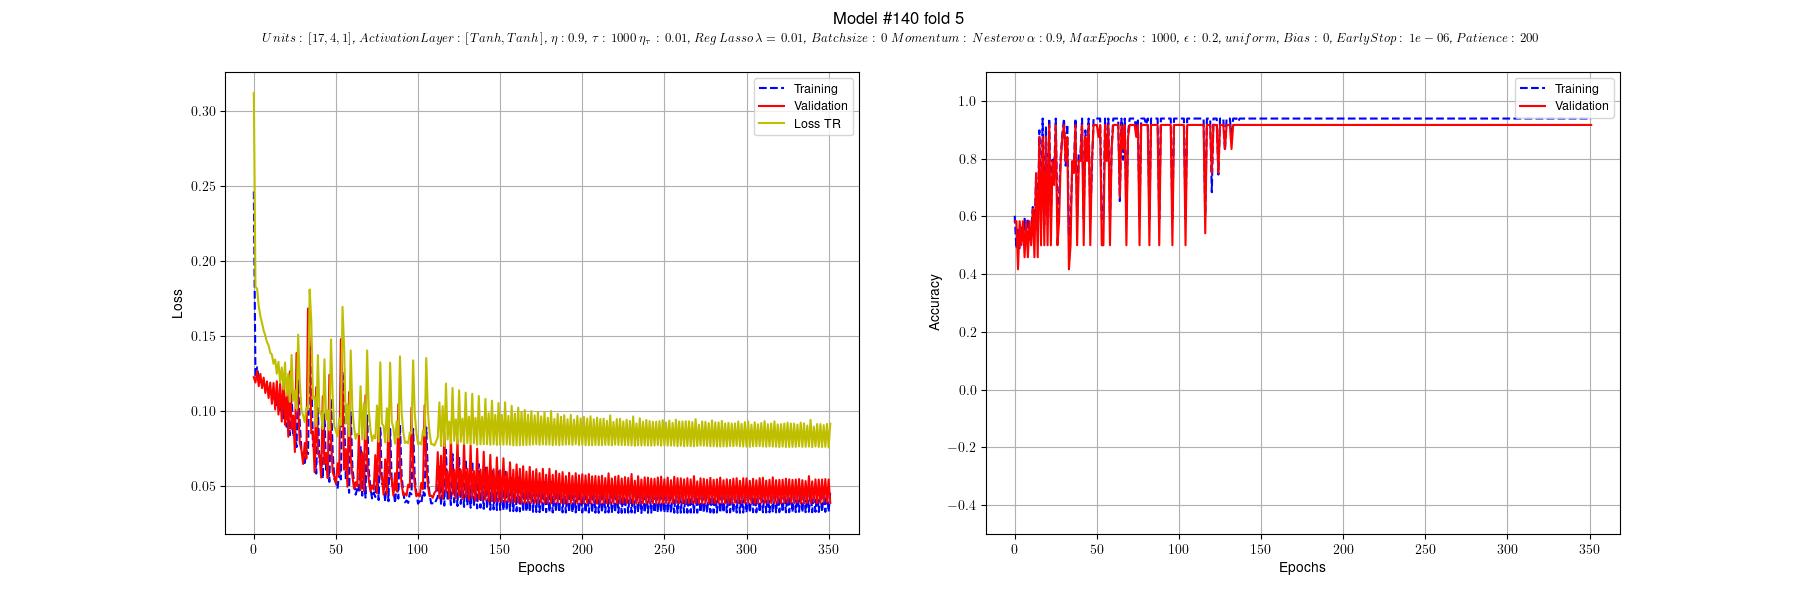 Model #140 fold 5
Units : [17, 4, 1], ActivationLayer : [Tanh, Tanh], η : 0.9, τ : 1000 η_τ : 0.01, Reg Lasso λ = 0.01, Batchsize : 0 Momentum : Nesterov α : 0.9, MaxEpochs : 1000, ϵ : 0.2, uniform, Bias : 0, EarlyStop : 1e − 06, Patience : 200
Training
Validation
Loss TR
0.30
0.25
0.20
0.15
0.10
0.05
Loss
0 50 100 150 200 250 300 350
Epochs
Training
Validation
1.0
0.8
0.6
0.4
0.2
0.0
−0.2
−0.4
Accuracy
0 50 100 150 200 250 300 350
Epochs